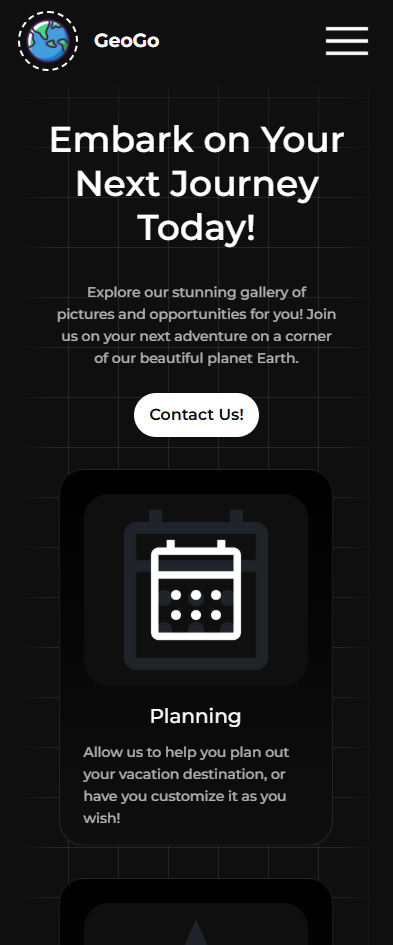 GeoGo
Embark on Your
Next Journey
Today!
Explore our stunning gallery of
pictures and opportunities for you! Join
us on your next adventure on a corner
of our beautiful planet Earth.
Contact Us!
Planning
Allow us to help you plan out
your vacation destination, or
have you customize it as you
wish!